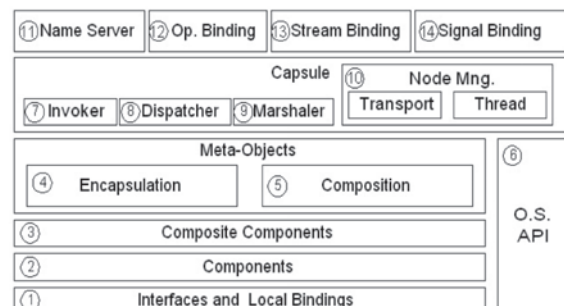 ⑪Name Server ⑫Op. Binding ⑬Stream Binding ⑭Signal Binding
Capsule ⑩ Node Mng.
⑦Invoker ⑧Dispatcher ⑨Marshaler Transport Thread
Meta-Objects ⑥
④ Encapsulation ⑤ Composition
O.S.
API
③ Composite Components
② Components
① Interfaces and Local Bindings